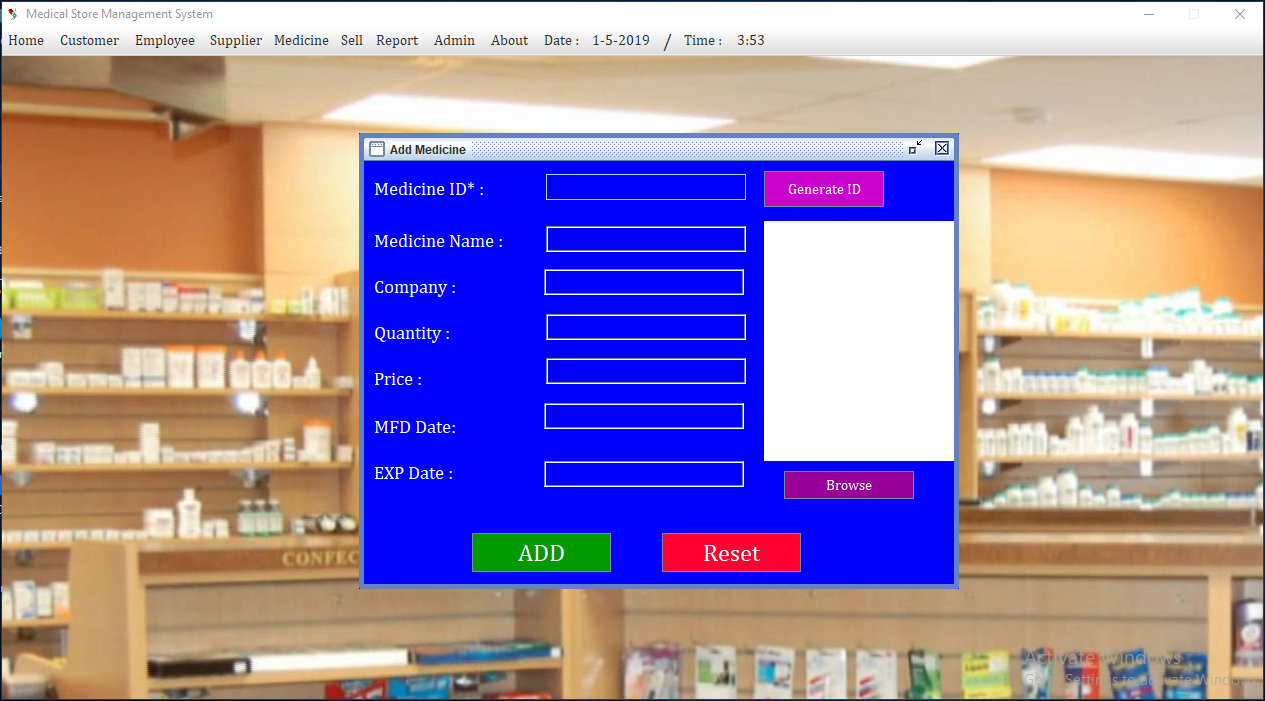 Medical Store Management System
Home Customer Employee Supplier Medicine Sell Report Admin About Date : 1-5-2019 / Time : 3:53
Add Medicine
Medicine ID* : Generate ID
Medicine Name :
Company :
Quantity :
Price :
MFD Date:
EXP Date :
Browse
ADD Reset
CONFEC
Activate Windows
Go to Settings to activate Windows.